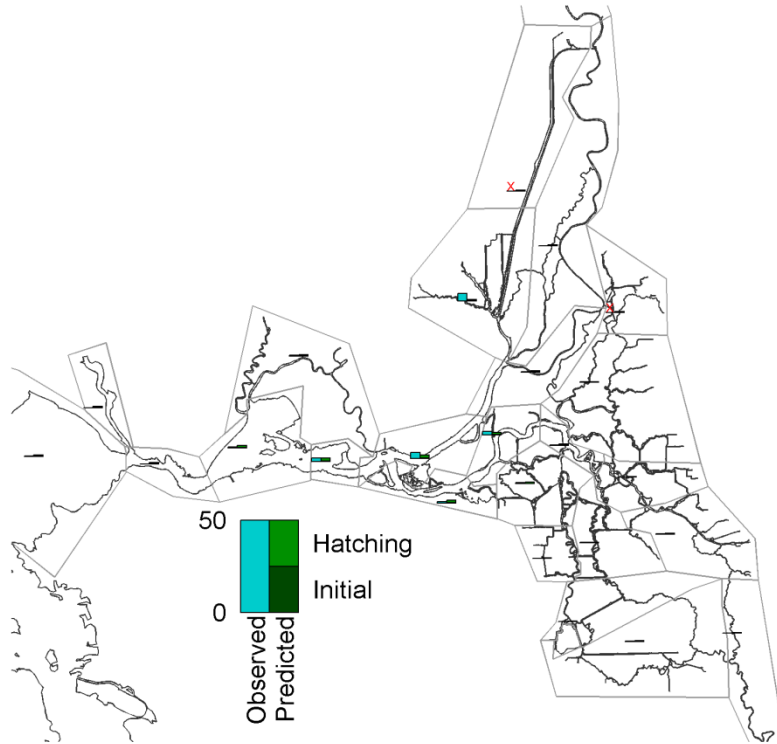 X
X
50
Hatching
Initial
0
Observed
Predicted